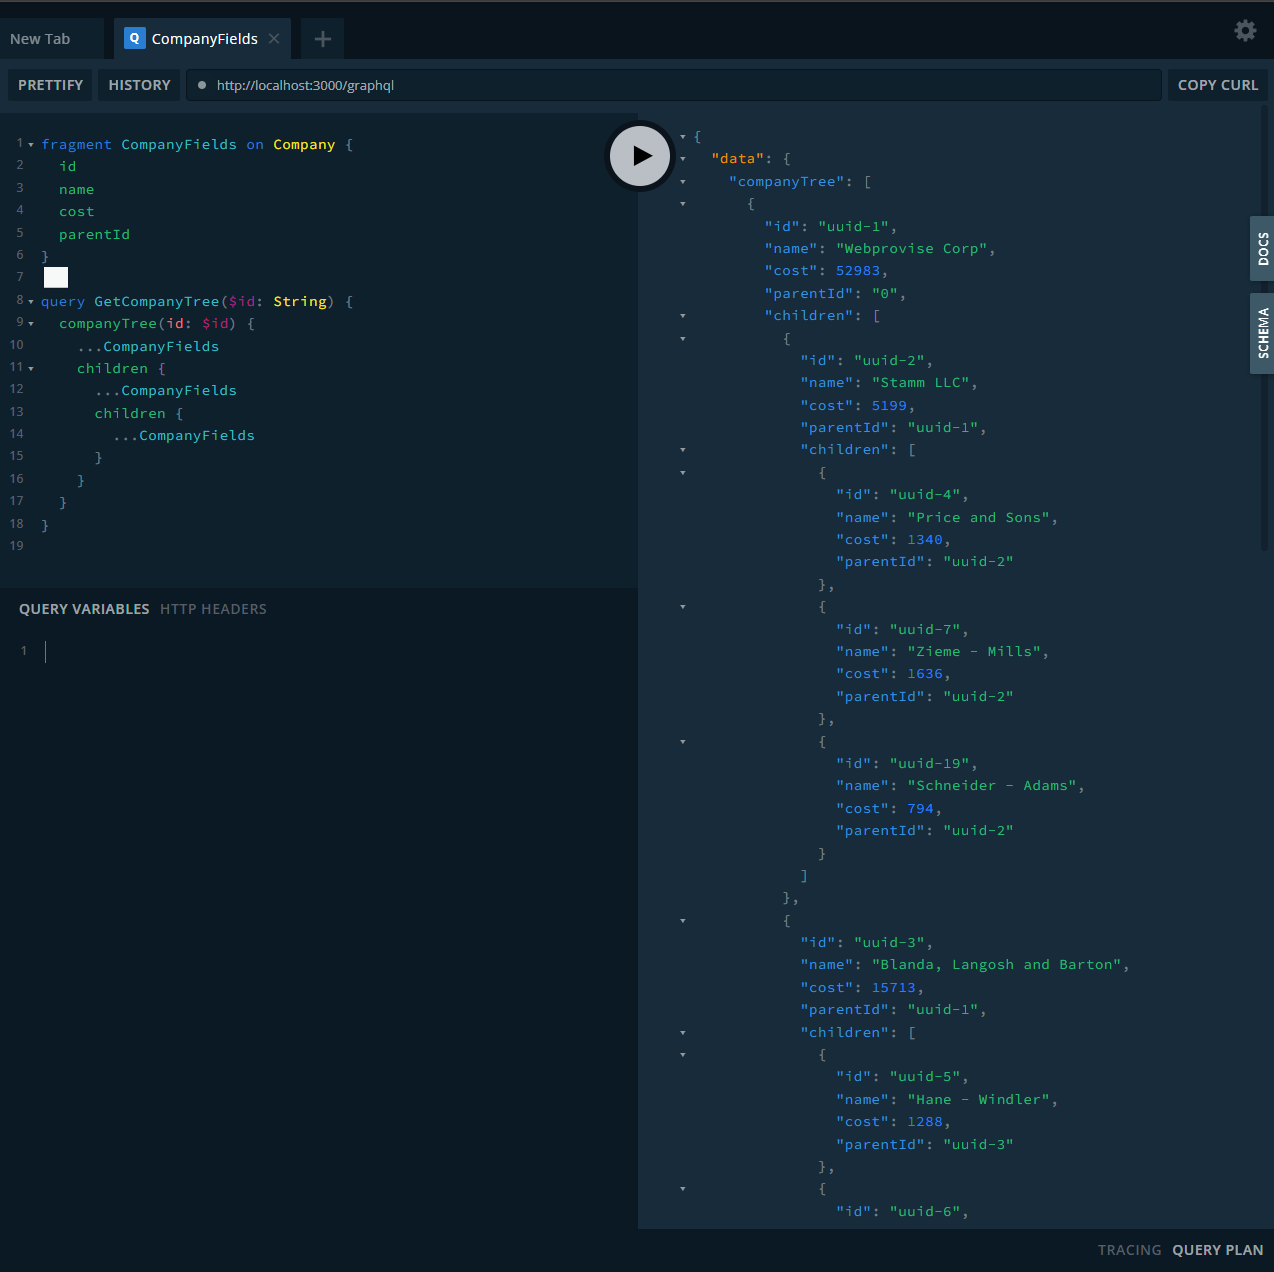 New Tab
Q CompanyFields
PRETTIFY HISTORY http://localhost:3000/graphql COPY CURL
1 fragment CompanyFields on Company {
2 id
3 name
4 cost
5 parentId
6 }
7
8 query GetCompanyTree($id: String) {
9 companyTree(id: $id) {
10 ...CompanyFields
11 children {
12 ...CompanyFields
13 children {
14 ...CompanyFields
15 }
16 }
17 }
18 }
19
QUERY VARIABLES HTTP HEADERS
1
{
"data": {
"companyTree": [
{
"id": "uuid-1",
"name": "Webprovise Corp",
"cost": 52983,
"parentId": "0",
"children": [
{
"id": "uuid-2",
"name": "Stamm LLC",
"cost": 5199,
"parentId": "uuid-1",
"children": [
{
"id": "uuid-4",
"name": "Price and Sons",
"cost": 1340,
"parentId": "uuid-2"
},
{
"id": "uuid-7",
"name": "Zieme - Mills",
"cost": 1636,
"parentId": "uuid-2"
},
{
"id": "uuid-19",
"name": "Schneider - Adams",
"cost": 794,
"parentId": "uuid-2"
}
]
},
{
"id": "uuid-3",
"name": "Blanda, Langosh and Barton",
"cost": 15713,
"parentId": "uuid-1",
"children": [
{
"id": "uuid-5",
"name": "Hane - Windler",
"cost": 1288,
"parentId": "uuid-3"
},
{
"id": "uuid-6",
DOCS
SCHEMA
TRACING QUERY PLAN